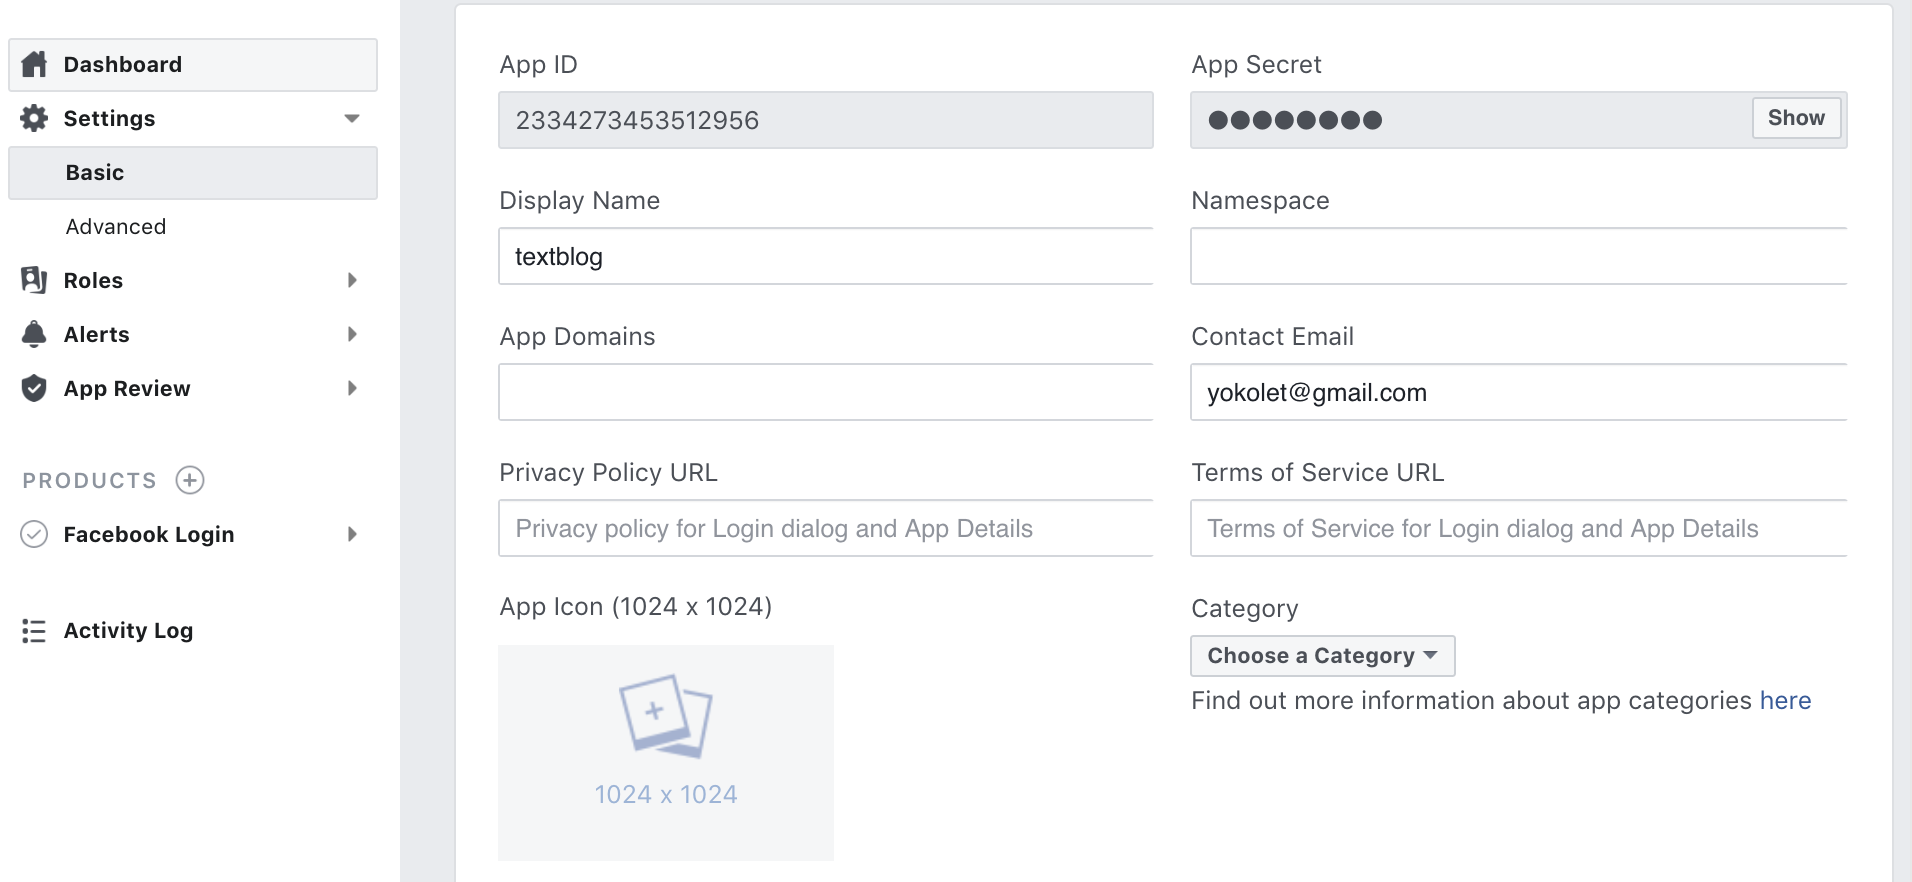 Dashboard
Settings
Basic
Advanced
Roles
Alerts
App Review
PRODUCTS
Facebook Login
Activity Log
App ID
2334273453512956
App Secret
●●●●●●●●
Show
Display Name
textblog
Namespace
App Domains
Contact Email
yokolet@gmail.com
Privacy Policy URL
Privacy policy for Login dialog and App Details
Terms of Service URL
Terms of Service for Login dialog and App Details
App Icon (1024 x 1024)
1024 x 1024
Category
Choose a Category
Find out more information about app categories here